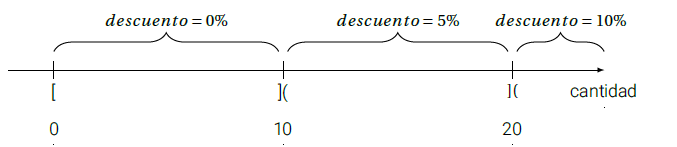 descuento = 0% descuento = 5% descuento = 10%
[ ]( ]( cantidad
0 10 20